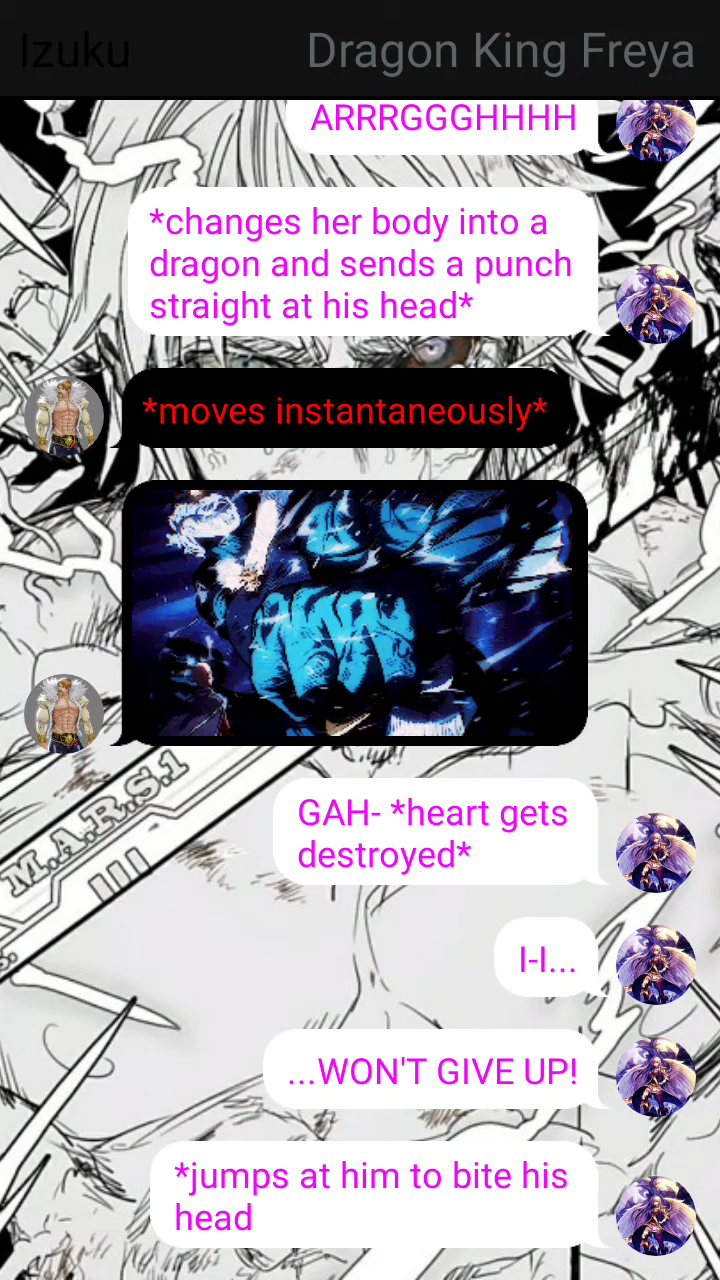 Izuku
Dragon King Freya
ARRRGGGHHHH
*changes her body into a
dragon and sends a punch
straight at his head*
*moves instantaneously*
GAH- *heart gets
destroyed*
M.A.R.S.1
I-I...
...WON'T GIVE UP!
*jumps at him to bite his
head